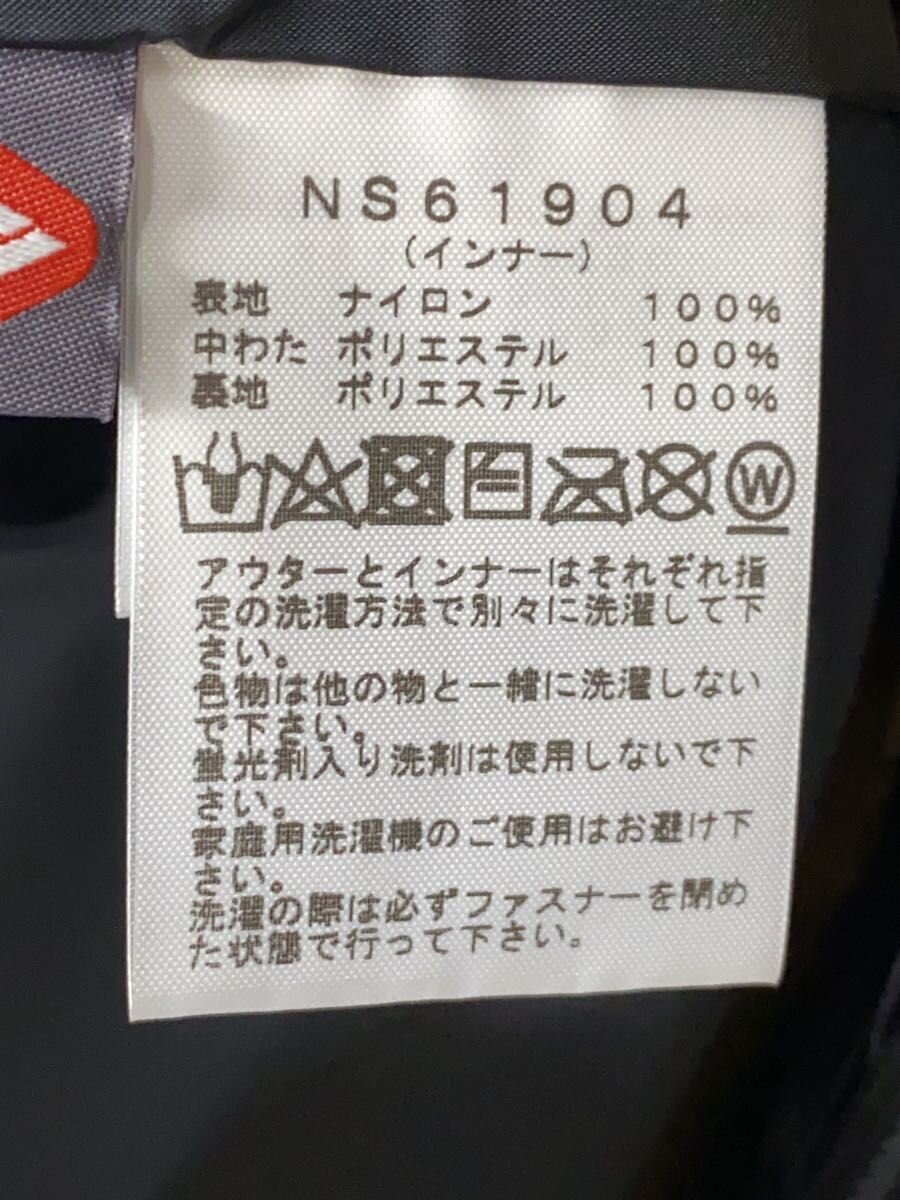 NS61904
(インナー)
表地 ナイロン 100%
中わた ポリエステル 100%
裏地 ポリエステル 100%
W
アウターとインナーはそれぞれ指
定の洗濯方法で別々に洗濯して下
さい。
色物は他の物と一緒に洗濯しない
で下さい。
蛍光剤入り洗剤は使用しないで下
さい。
家庭用洗濯機のご使用はお避け下
さい。
洗濯の際は必ずファスナーを閉め
た状態で行って下さい。